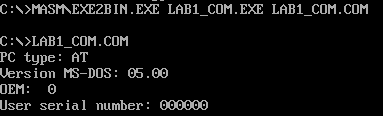 C:\>MASM\EXE2BIN.EXE LAB1_COM.EXE LAB1_COM.COM
C:\>LAB1_COM.COM
PC type: AT
Version MS-DOS: 05.00
OEM:  0
User serial number: 000000